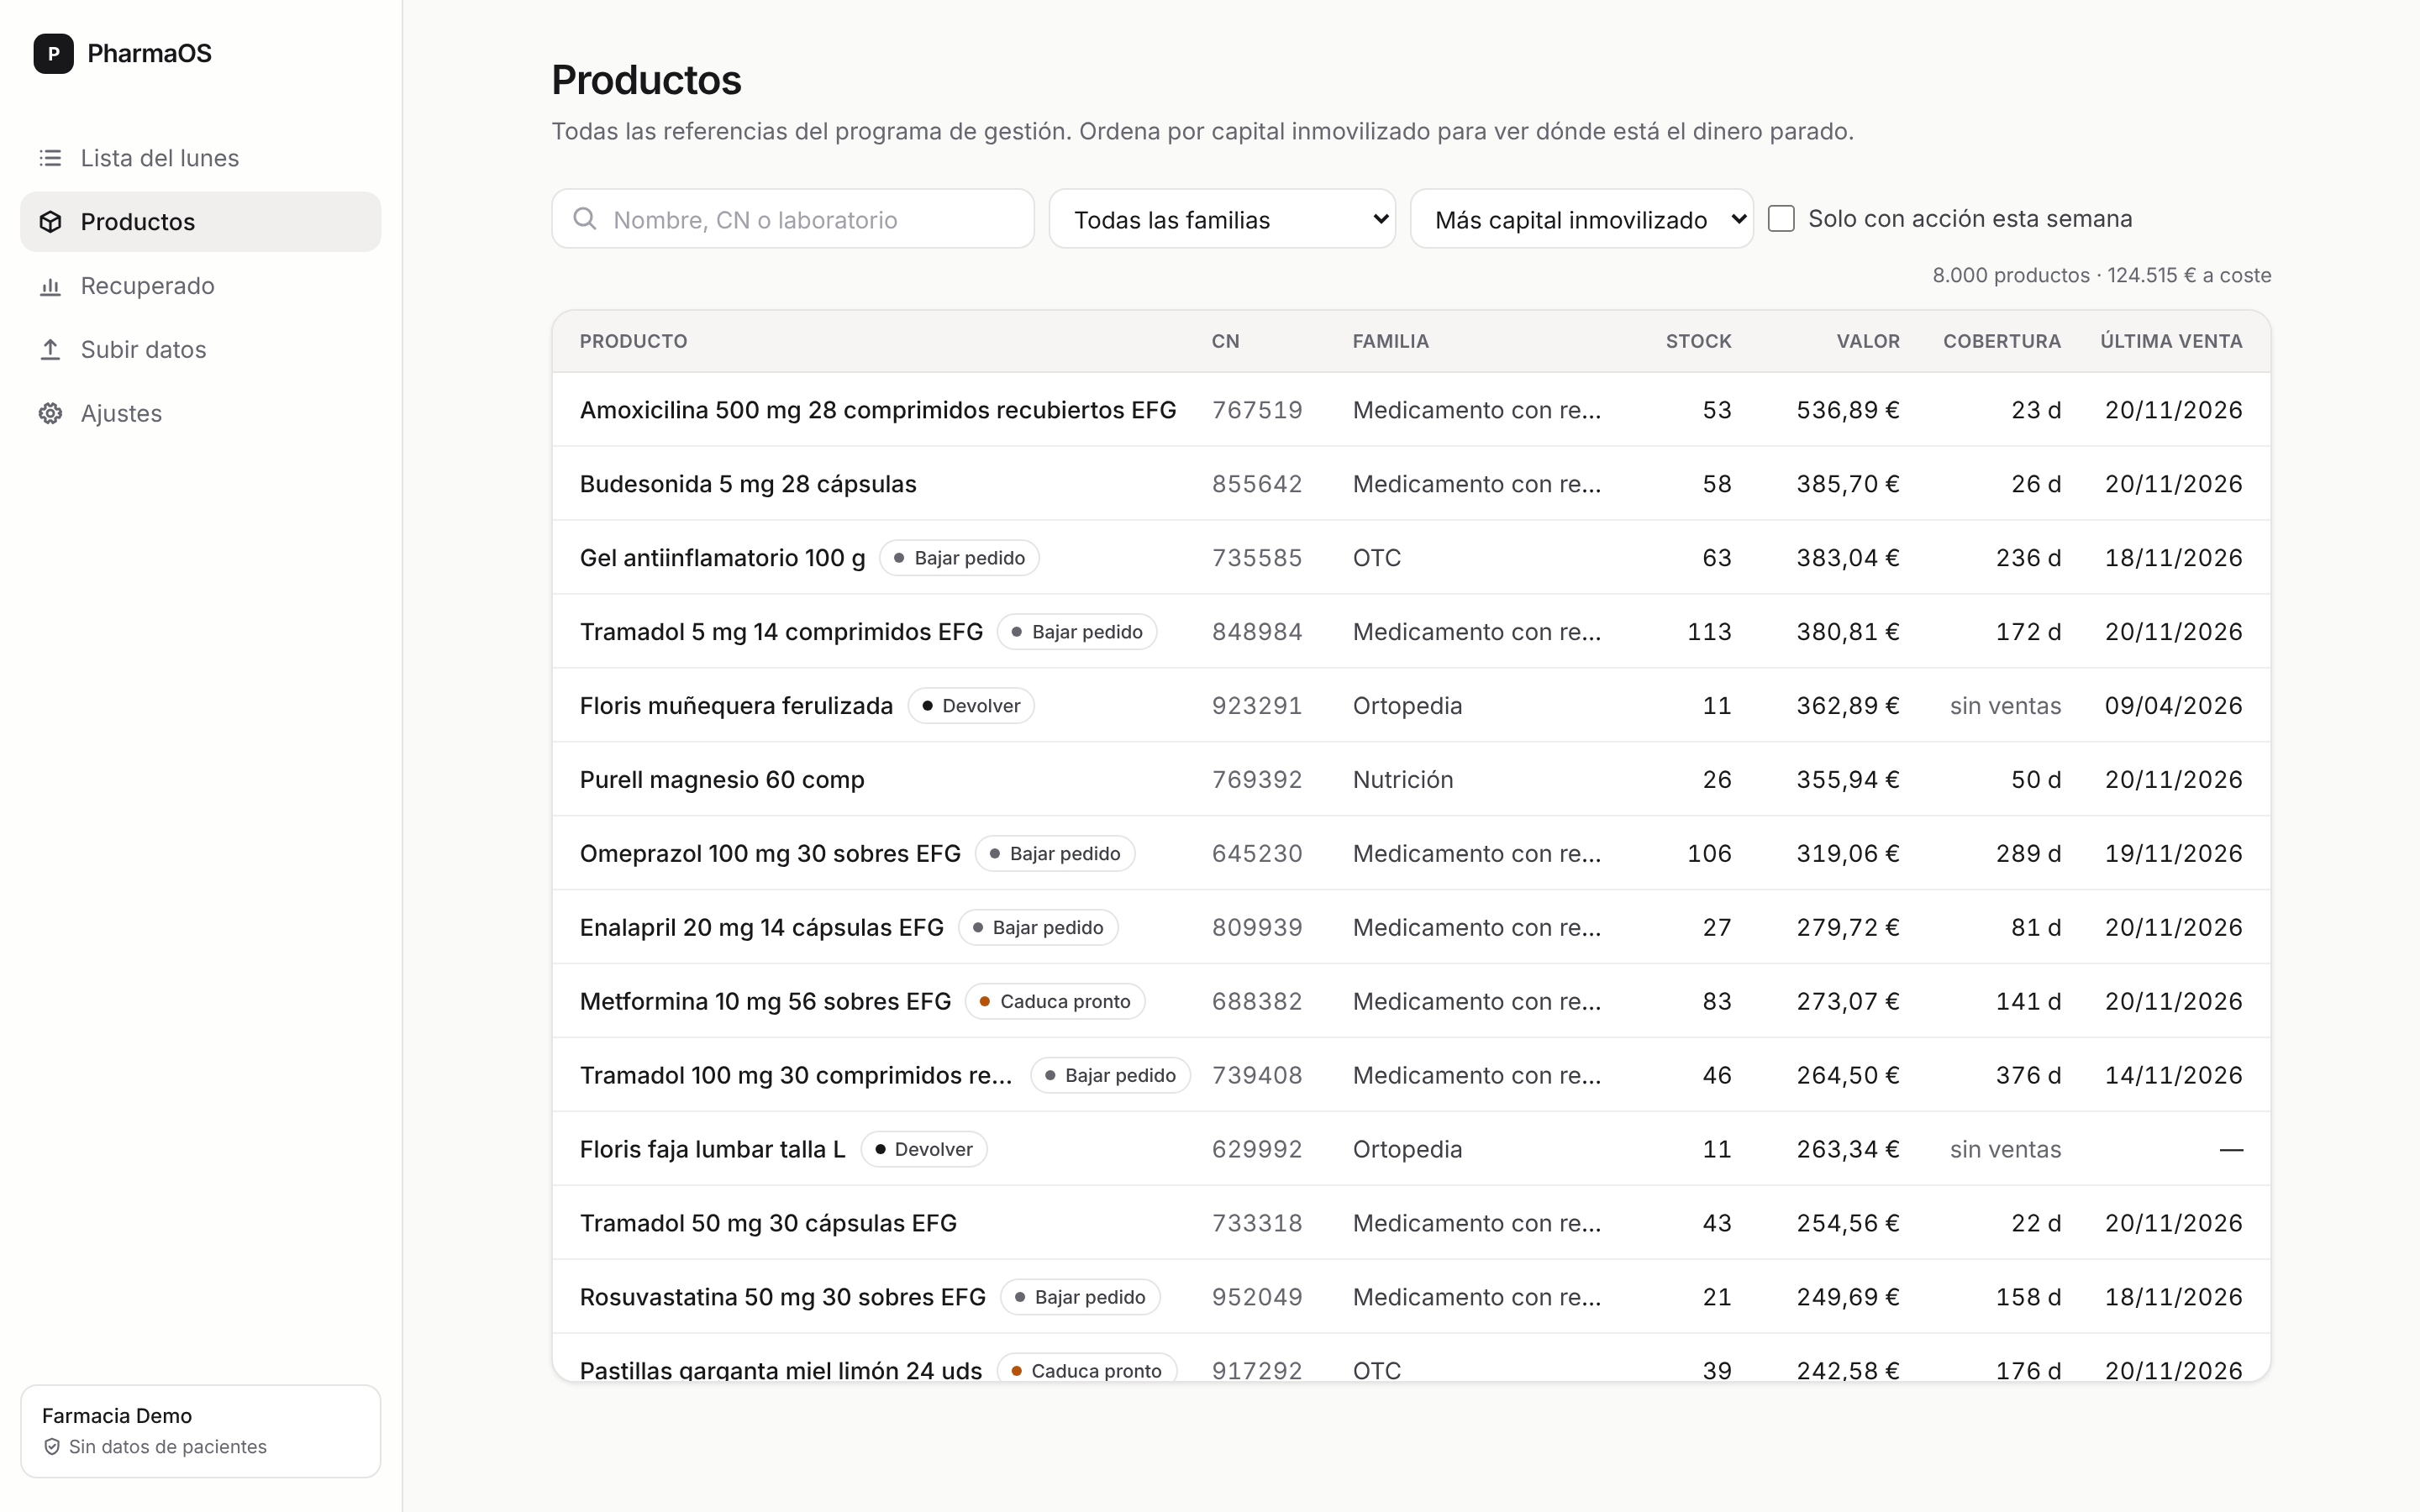 P PharmaOS
Lista del lunes
Productos
Recuperado
Subir datos
Ajustes
Farmacia Demo
Sin datos de pacientes
Productos
Todas las referencias del programa de gestión. Ordena por capital inmovilizado para ver dónde está el dinero parado.
Nombre, CN o laboratorio Todas las familias Más capital inmovilizado Solo con acción esta semana
8.000 productos · 124.515 € a coste
PRODUCTO CN FAMILIA STOCK VALOR COBERTURA ÚLTIMA VENTA
Amoxicilina 500 mg 28 comprimidos recubiertos EFG 767519 Medicamento con re... 53 536,89 € 23 d 20/11/2026
Budesonida 5 mg 28 cápsulas 855642 Medicamento con re... 58 385,70 € 26 d 20/11/2026
Gel antiinflamatorio 100 g Bajar pedido 735585 OTC 63 383,04 € 236 d 18/11/2026
Tramadol 5 mg 14 comprimidos EFG Bajar pedido 848984 Medicamento con re... 113 380,81 € 172 d 20/11/2026
Floris muñequera ferulizada Devolver 923291 Ortopedia 11 362,89 € sin ventas 09/04/2026
Purell magnesio 60 comp 769392 Nutrición 26 355,94 € 50 d 20/11/2026
Omeprazol 100 mg 30 sobres EFG Bajar pedido 645230 Medicamento con re... 106 319,06 € 289 d 19/11/2026
Enalapril 20 mg 14 cápsulas EFG Bajar pedido 809939 Medicamento con re... 27 279,72 € 81 d 20/11/2026
Metformina 10 mg 56 sobres EFG Caduca pronto 688382 Medicamento con re... 83 273,07 € 141 d 20/11/2026
Tramadol 100 mg 30 comprimidos re... Bajar pedido 739408 Medicamento con re... 46 264,50 € 376 d 14/11/2026
Floris faja lumbar talla L Devolver 629992 Ortopedia 11 263,34 € sin ventas —
Tramadol 50 mg 30 cápsulas EFG 733318 Medicamento con re... 43 254,56 € 22 d 20/11/2026
Rosuvastatina 50 mg 30 sobres EFG Bajar pedido 952049 Medicamento con re... 21 249,69 € 158 d 18/11/2026
Pastillas garganta miel limón 24 uds Caduca pronto 917292 OTC 39 242,58 € 176 d 20/11/2026